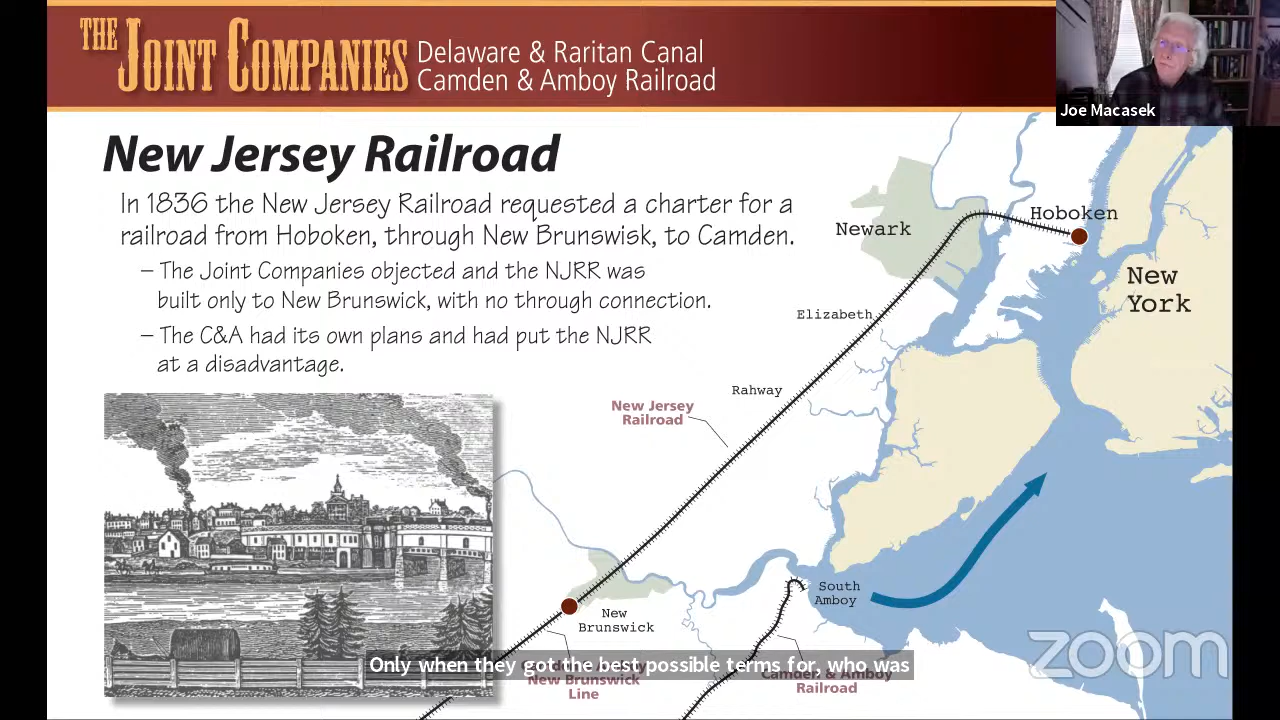 THE JOINT COMPANIES
Delaware & Raritan Canal
Camden & Amboy Railroad
Joe Macasek
New Jersey Railroad
In 1836 the New Jersey Railroad requested a charter for a
railroad from Hoboken, through New Brunswisk, to Camden.
– The Joint Companies objected and the NJRR was
built only to New Brunswick, with no through connection.
– The C&A had its own plans and had put the NJRR
at a disadvantage.
Newark
Hoboken
New
York
Elizabeth
Rahway
New Jersey
Railroad
South
Amboy
New
Brunswick
New Brunswick
Line
Camden & Amboy
Railroad
Only when they got the best possible terms for, who was
zoom